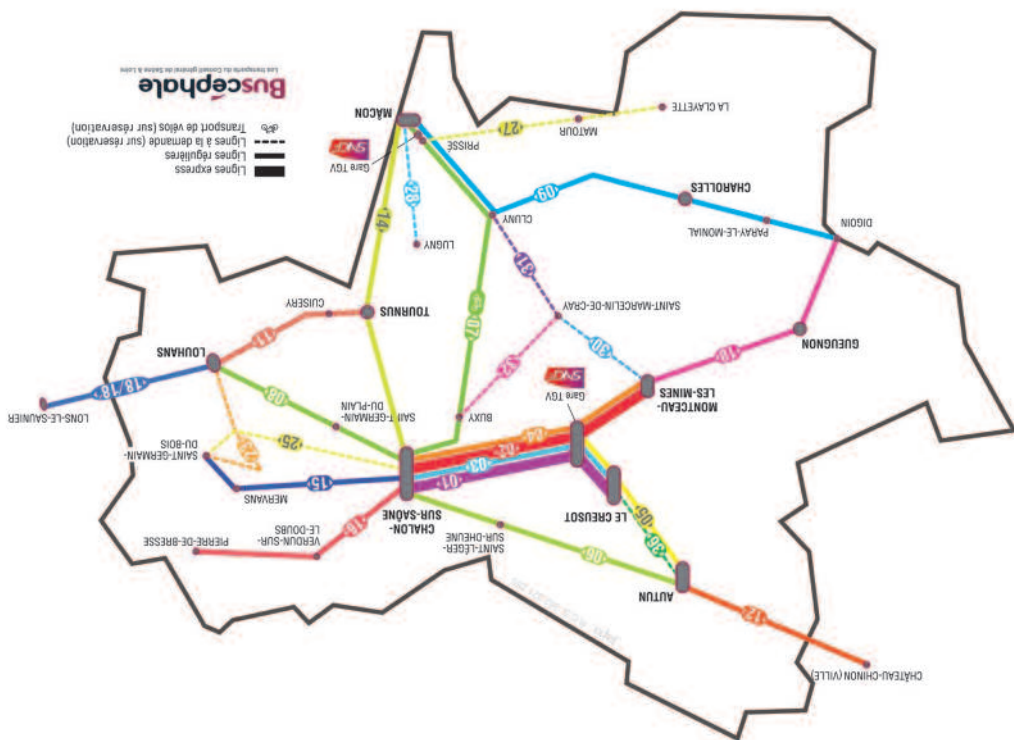 CHÂTEAU-CHINON (VILLE)
12
AUTUN
06
SAINT-LÉGER-
SUR-DHEUNE
VERDUN-SUR-
LE-DOUBS
PIERRE-DE-BRESSE
16
05
26
LE CREUSOT
CHALON-
SUR-SAÔNE
MERVANS
15
01
03
02
04
SAINT-GERMAIN-
DU-BOIS
25
MONTCEAU-
LES-MINES
Gare TGV
SNCF
BUXY
SAINT-GERMAIN-
DU-PLAIN
08
LONS-LE-SAUNIER
18/18
LOUHANS
GUEUGNON
30
32
07
11
TOURNUS
CUISERY
SAINT-MARCELIN-DE-CRAY
31
DIGOIN
PARAY-LE-MONIAL
CHAROLLES
09
CLUNY
LUGNY
28
14
LA CLAYETTE
MATOUR
27
PRISSÉ
Gare TGV
SNCF
MÂCON
Lignes express
Lignes régulières
Lignes à la demande (sur réservation)
Transport de vélos (sur réservation)
Buscéphale
Les transports du Conseil général de Saône & Loire